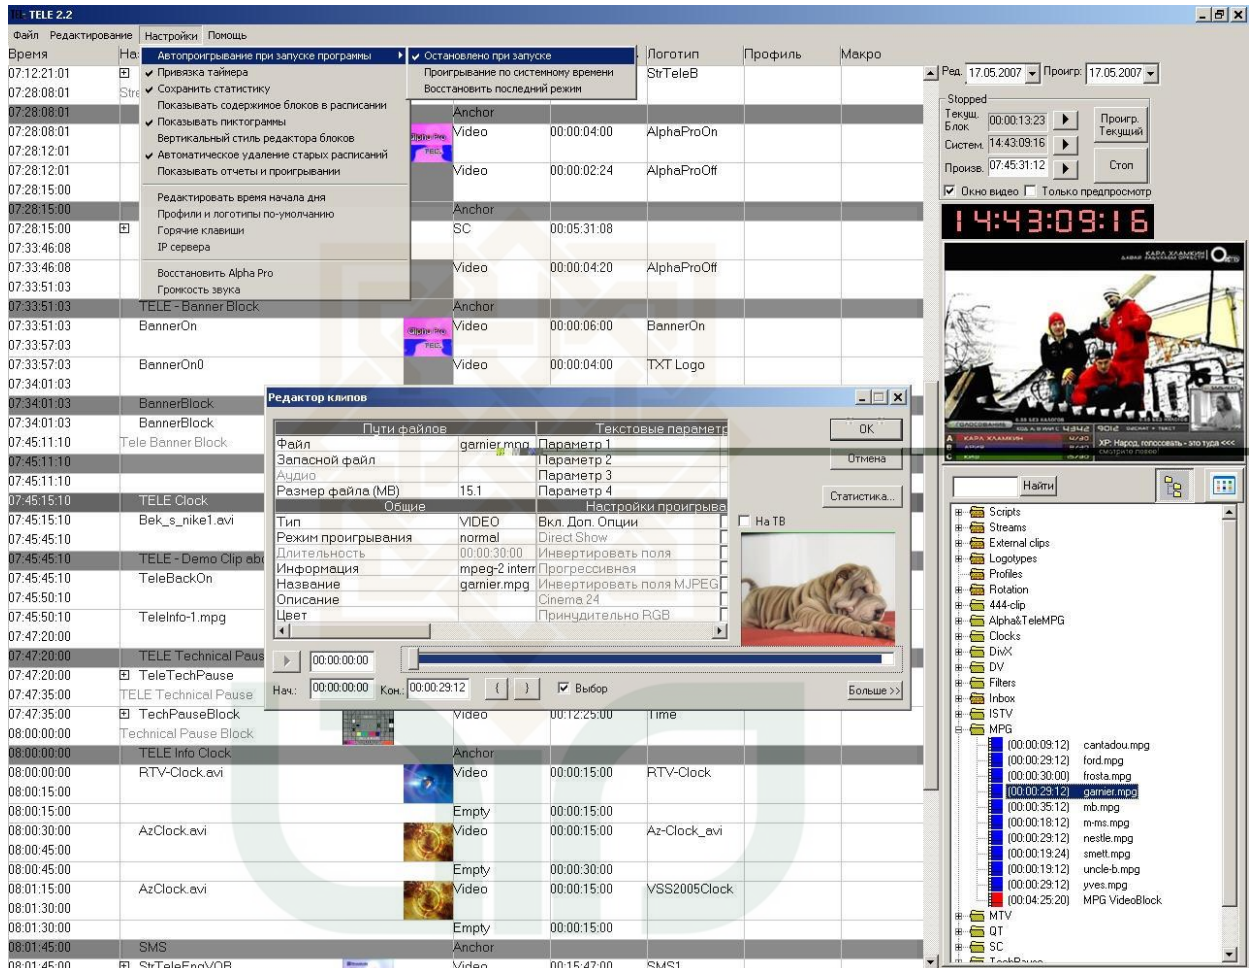 TELE 2.2
Файл Редактирование Настройки Помощь
Время Логотип Профиль Макро
Автопроигрывание при запуске программы
Привязка таймера
Сохранить статистику
Показывать содержимое блоков в расписании
Показывать пиктограммы
Вертикальный стиль редактора блоков
Автоматическое удаление старых расписаний
Показывать отчеты и проигрывании
Редактировать время начала дня
Профили и логотипы по-умолчанию
Горячие клавиши
IP сервера
Восстановить Alpha Pro
Громкость звука
Остановлено при запуске
Проигрывание по системному времени
Восстановить последний режим
07:12:21:01 StrTeleB
07:28:08:01
07:28:08:01 Anchor
07:28:08:01 Video 00:00:04:00 AlphaProOn
07:28:12:01
07:28:12:01 Video 00:00:02:24 AlphaProOff
07:28:15:00
07:28:15:00 Anchor
07:28:15:00 SC 00:05:31:08
07:33:46:08
07:33:46:08 Video 00:00:04:20 AlphaProOff
07:33:51:03
07:33:51:03 TELE - Banner Block Anchor
07:33:51:03 BannerOn Video 00:00:06:00 BannerOn
07:33:57:03
07:33:57:03 BannerOn0 Video 00:00:04:00 TXT Logo
07:34:01:03
07:34:01:03 BannerBlock
07:34:01:03 BannerBlock
07:45:11:10 Tele Banner Block
07:45:11:10
07:45:11:10
07:45:15:10 TELE Clock
07:45:15:10 Bek_s_nike1.avi
07:45:45:10
07:45:45:10 TELE - Demo Clip abo
07:45:45:10 TeleBackOn
07:45:50:10
07:45:50:10 TeleInfo-1.mpg
07:47:20:00
07:47:20:00 TELE Technical Paus
07:47:20:00 TeleTechPause
07:47:35:00 TELE Technical Pause
07:47:35:00 TechPauseBlock Video 00:12:25:00 Time
08:00:00:00 Technical Pause Block
08:00:00:00 TELE Info Clock Anchor
08:00:00:00 RTV-Clock.avi Video 00:00:15:00 RTV-Clock
08:00:15:00
08:00:15:00 Empty 00:00:15:00
08:00:30:00 AzClock.avi Video 00:00:15:00 Az-Clock_avi
08:00:45:00
08:00:45:00 Empty 00:00:30:00
08:01:15:00 AzClock.avi Video 00:00:15:00 VSS2005Clock
08:01:30:00
08:01:30:00 Empty 00:00:15:00
08:01:45:00 SMS Anchor
08:01:45:00 StrTeleEngVOB Video 00:15:47:00 SMS1
Редактор клипов
Пути файлов Текстовые параметр
Файл garnier.mpg Параметр 1
Запасной файл Параметр 2
Аудио Параметр 3
Размер файла (MB) 15.1 Параметр 4
Общие Настройки проигрыва
Тип VIDEO Вкл. Доп. Опции
Режим проигрывания normal Direct Show
Длительность 00:00:30:00 Инвертировать поля
Информация mpeg-2 interr Прогрессивная
Название garnier.mpg Инвертировать поля MJPEG
Описание Cinema 24
Цвет Принудительно RGB
OK
Отмена
Статистика...
На ТВ
00:00:00:00
Нач.: 00:00:00:00 Кон.: 00:00:29:12 { } Выбор Больше >>
Ред. 17.05.2007 Проигр: 17.05.2007
Stopped
Текущ. Блок 00:00:13:23 Проигр. Текущий
Систем. 14:43:09:16
Произв. 07:45:31:12 Стоп
Окно видео Только предпросмотр
14:43:09:16
КАРЛ ХЛАМКИН
ГОЛОСОВАНИЕ
A КАРЛ ХЛАМКИН
Найти
Scripts
Streams
External clips
Logotypes
Profiles
Rotation
444-clip
Alpha&TeleMPG
Clocks
DivX
DV
Filters
Inbox
ISTV
MPG
(00:00:09:12) cantadou.mpg
(00:00:29:12) ford.mpg
(00:00:30:00) frosta.mpg
(00:00:29:12) garnier.mpg
(00:00:35:12) mb.mpg
(00:00:18:12) m-ms.mpg
(00:00:29:12) nestle.mpg
(00:00:19:24) smett.mpg
(00:00:19:12) uncle-b.mpg
(00:00:29:12) yves.mpg
(00:04:25:20) MPG VideoBlock
MTV
QT
SC
TechPause